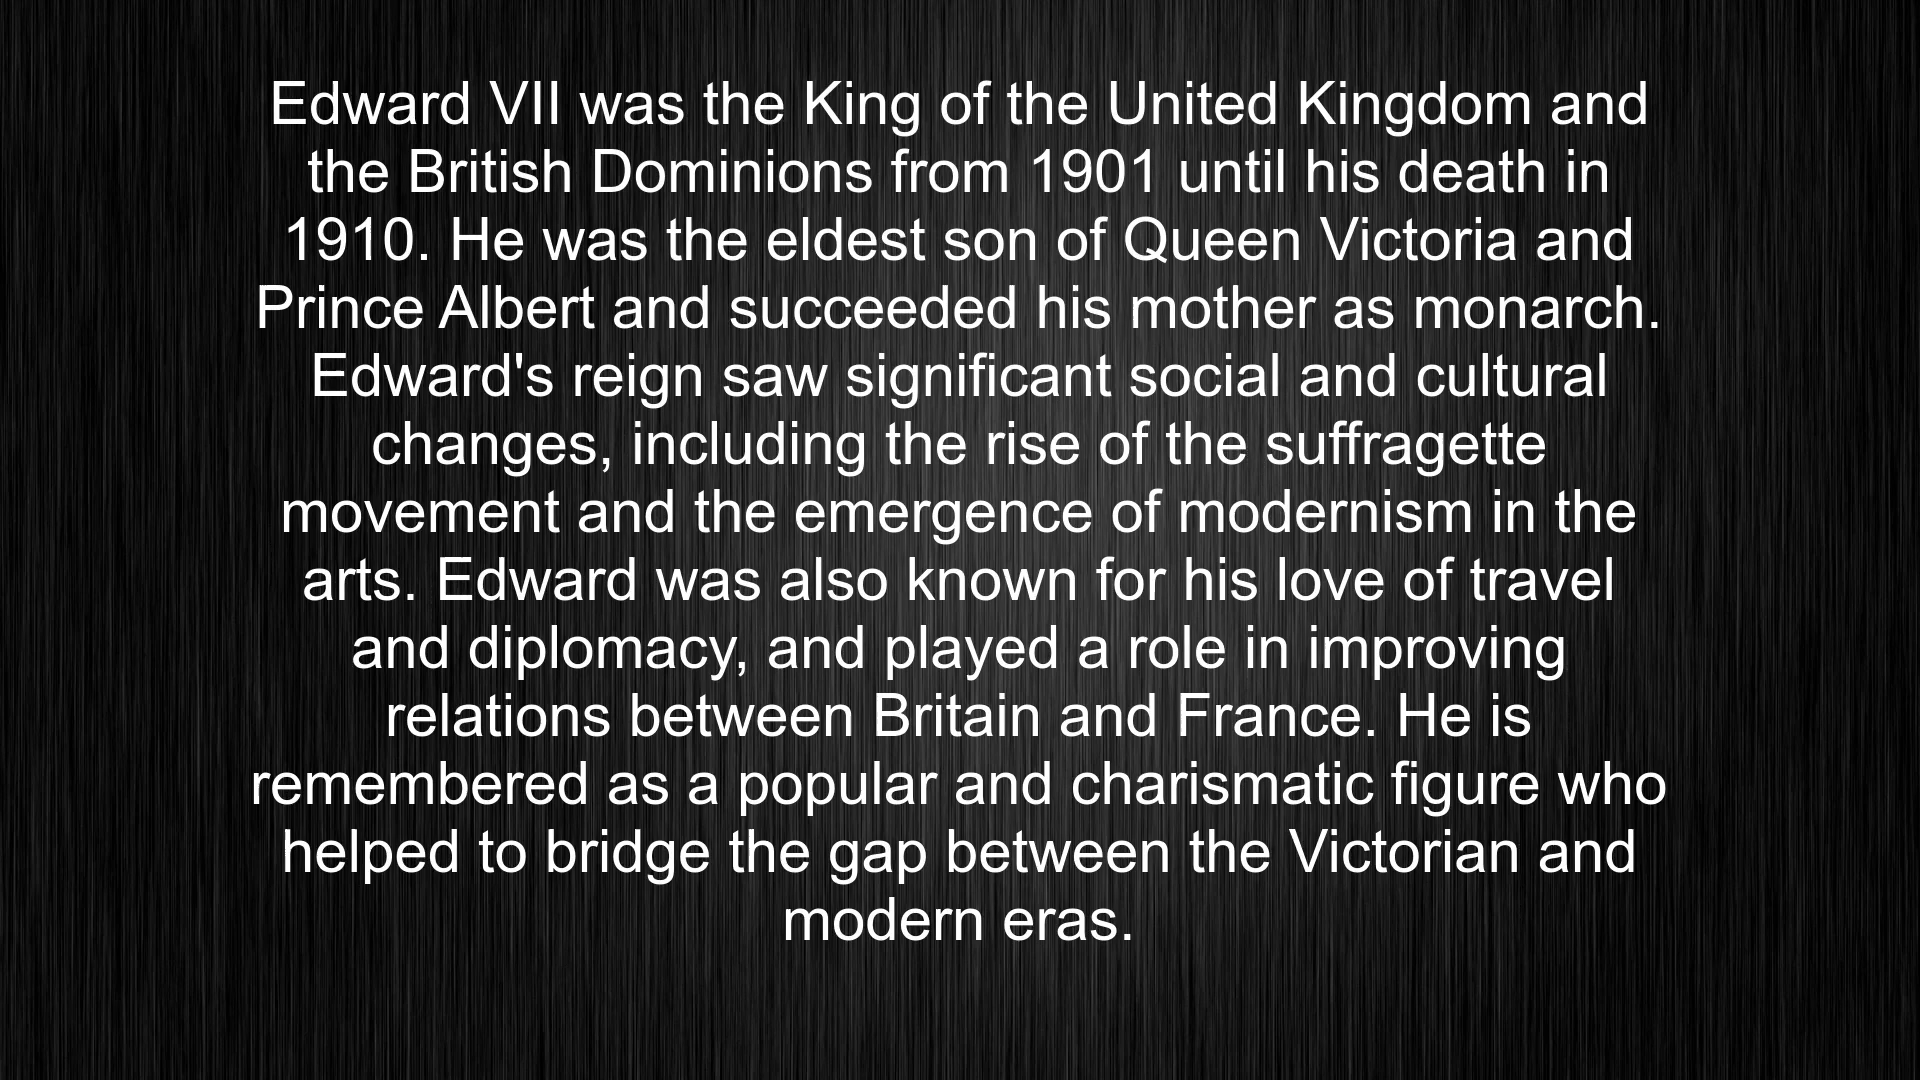 Edward VII was the King of the United Kingdom and
the British Dominions from 1901 until his death in
1910. He was the eldest son of Queen Victoria and
Prince Albert and succeeded his mother as monarch.
Edward's reign saw significant social and cultural
changes, including the rise of the suffragette
movement and the emergence of modernism in the
arts. Edward was also known for his love of travel
and diplomacy, and played a role in improving
relations between Britain and France. He is
remembered as a popular and charismatic figure who
helped to bridge the gap between the Victorian and
modern eras.